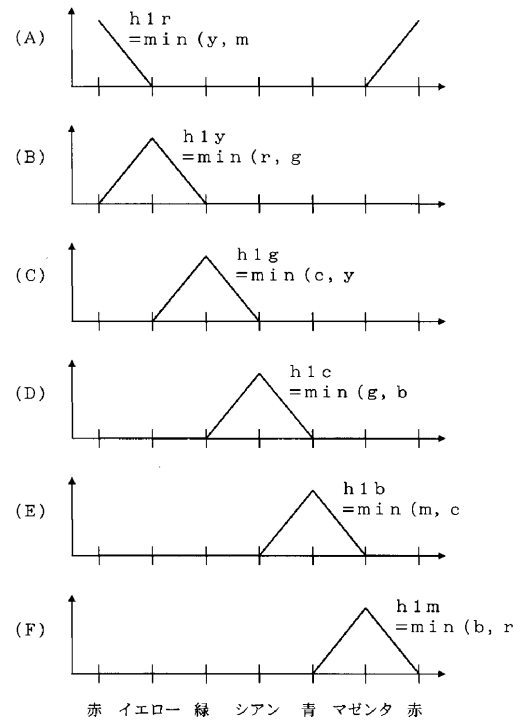 (A)
h1r
=min(y, m
(B)
h1y
=min(r, g
(C)
h1g
=min(c, y
(D)
h1c
=min(g, b
(E)
h1b
=min(m, c
(F)
h1m
=min(b, r
赤 イエロー 緑 シアン 青 マゼンタ 赤